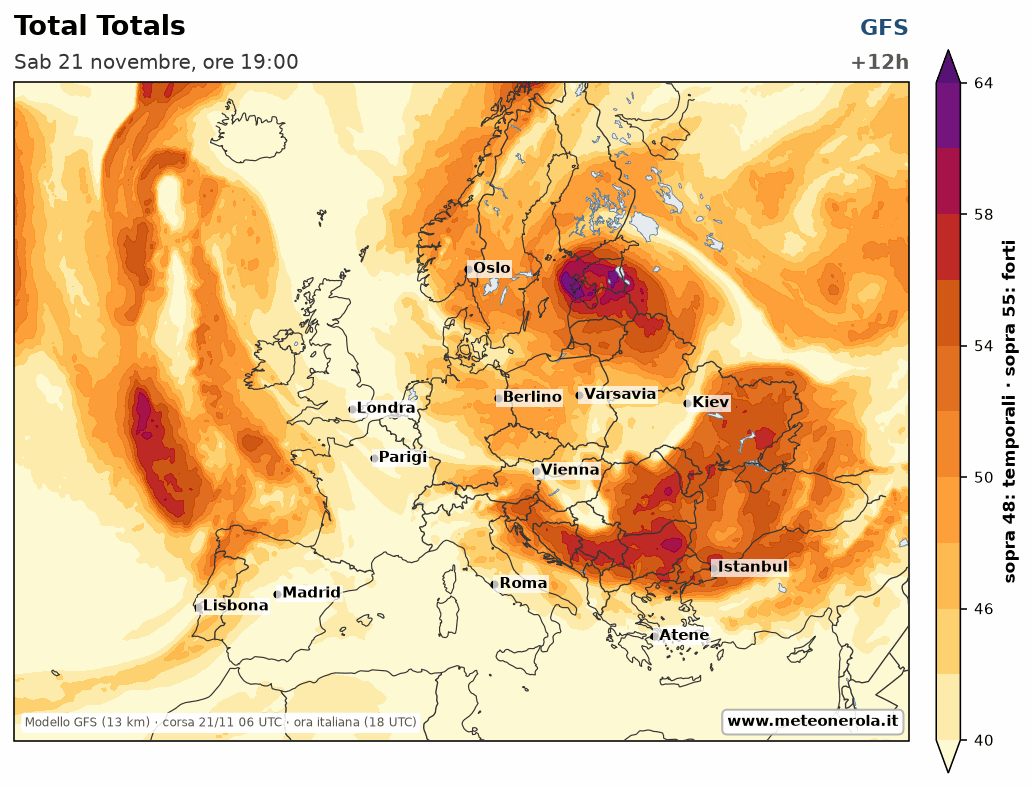 Total Totals
GFS
Sab 21 novembre, ore 19:00
+12h
64
58
54
50
46
40
sopra 48: temporali · sopra 55: forti
Oslo
Berlino
Varsavia
Kiev
Londra
Parigi
Vienna
Istanbul
Roma
Madrid
Lisbona
Atene
Modello GFS (13 km) · corsa 21/11 06 UTC · ora italiana (18 UTC)
www.meteonerola.it